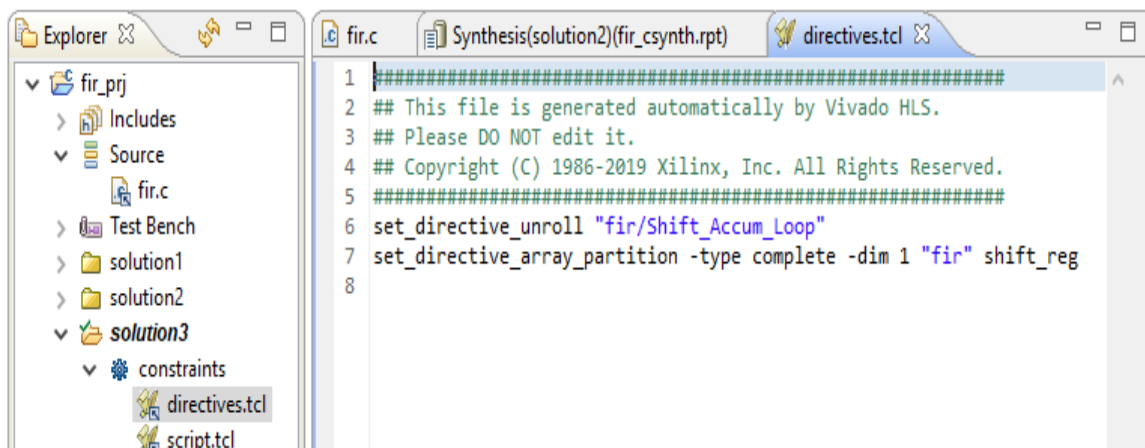 Explorer
fir_prj
Includes
Source
fir.c
Test Bench
solution1
solution2
solution3
constraints
directives.tcl
script.tcl
fir.c
Synthesis(solution2)(fir_csynth.rpt)
directives.tcl
1 #############################################################
2 ## This file is generated automatically by Vivado HLS.
3 ## Please DO NOT edit it.
4 ## Copyright (C) 1986-2019 Xilinx, Inc. All Rights Reserved.
5 #############################################################
6 set_directive_unroll "fir/Shift_Accum_Loop"
7 set_directive_array_partition -type complete -dim 1 "fir" shift_reg
8